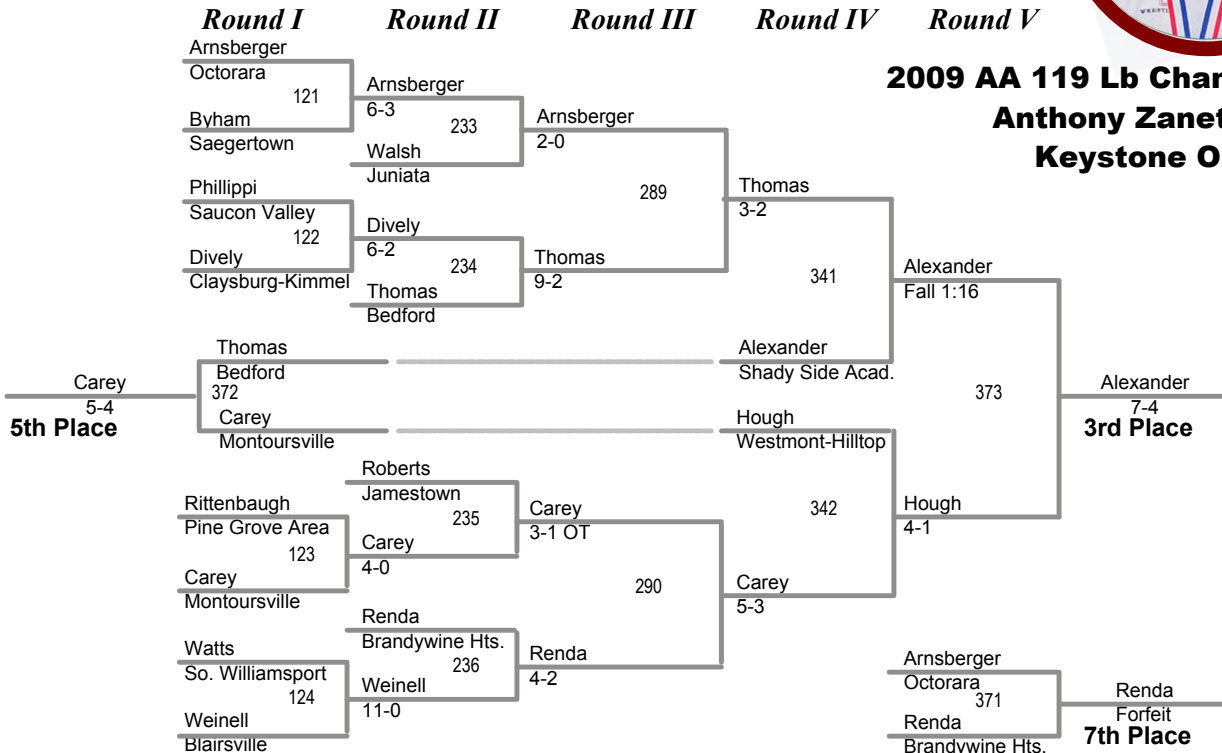 Round I Round II Round III Round IV Round V
2009 AA 119 Lb
Anthony
Keystone
Arnsberger
Octorara
121
Byham
Saegertown
Phillippi
Saucon Valley
122
Dively
Claysburg-Kimmel
Arnsberger
6-3
233
Walsh
Juniata
Dively
6-2
234
Thomas
Bedford
Arnsberger
2-0
289
Thomas
9-2
Thomas
3-2
341
Alexander
Shady Side Acad.
Alexander
Fall 1:16
373
Alexander
7-4
3rd Place
Thomas
Bedford
372
Carey
Montoursville
Carey
5-4
5th Place
Hough
Westmont-Hilltop
342
Hough
4-1
Roberts
Jamestown
235
Carey
4-0
Rittenbaugh
Pine Grove Area
123
Carey
Montoursville
Carey
3-1 OT
290
Carey
5-3
Renda
Brandywine Hts.
236
Weinell
11-0
Watts
So. Williamsport
124
Weinell
Blairsville
Renda
4-2
Arnsberger
Octorara
371
Renda
Brandywine Hts.
Renda
Forfeit
7th Place